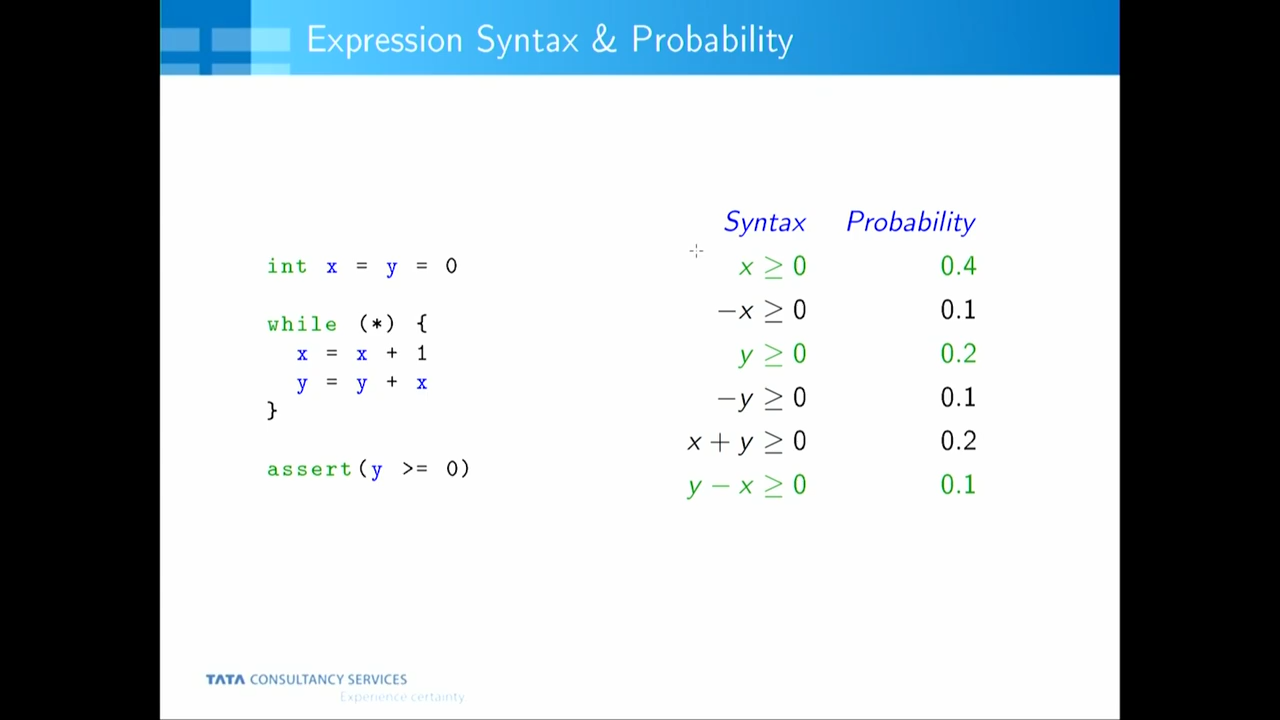 Expression Syntax & Probability
int x = y = 0
while (*) {
x = x + 1
y = y + x
}
assert(y >= 0)
Syntax Probability
x ≥ 0 0.4
−x ≥ 0 0.1
y ≥ 0 0.2
−y ≥ 0 0.1
x + y ≥ 0 0.2
y − x ≥ 0 0.1
TATA CONSULTANCY SERVICES
Experience certainty